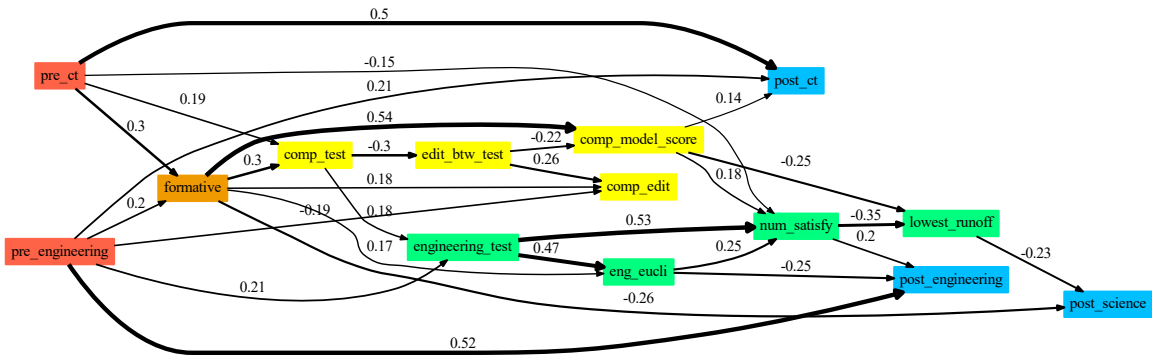 0.5
pre_ct
-0.15
0.21
post_ct
0.19
0.14
0.3
0.54
-0.22
comp_model_score
comp_test
-0.3
edit_btw_test
0.3
0.26
-0.25
formative
0.18
comp_edit
0.18
0.2
-0.19
0.18
0.53
num_satisfy
-0.35
lowest_runoff
pre_engineering
0.17
engineering_test
0.47
0.25
0.2
-0.23
eng_eucli
-0.25
post_engineering
0.21
-0.26
post_science
0.52